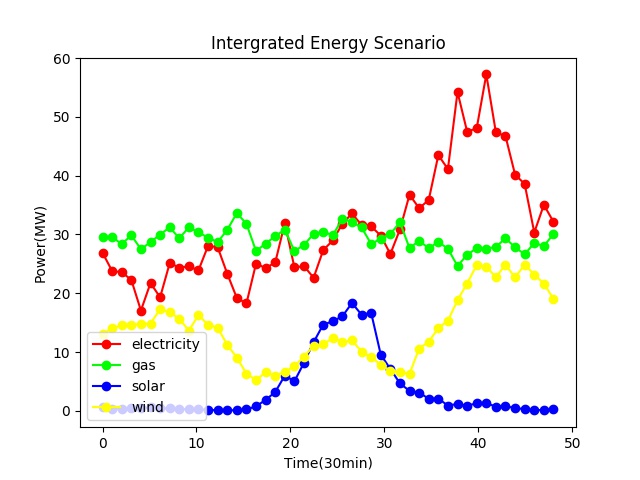 Intergrated Energy Scenario
60
50
40
30
20
10
0
Power(MW)
electricity
gas
solar
wind
0 10 20 30 40 50
Time(30min)